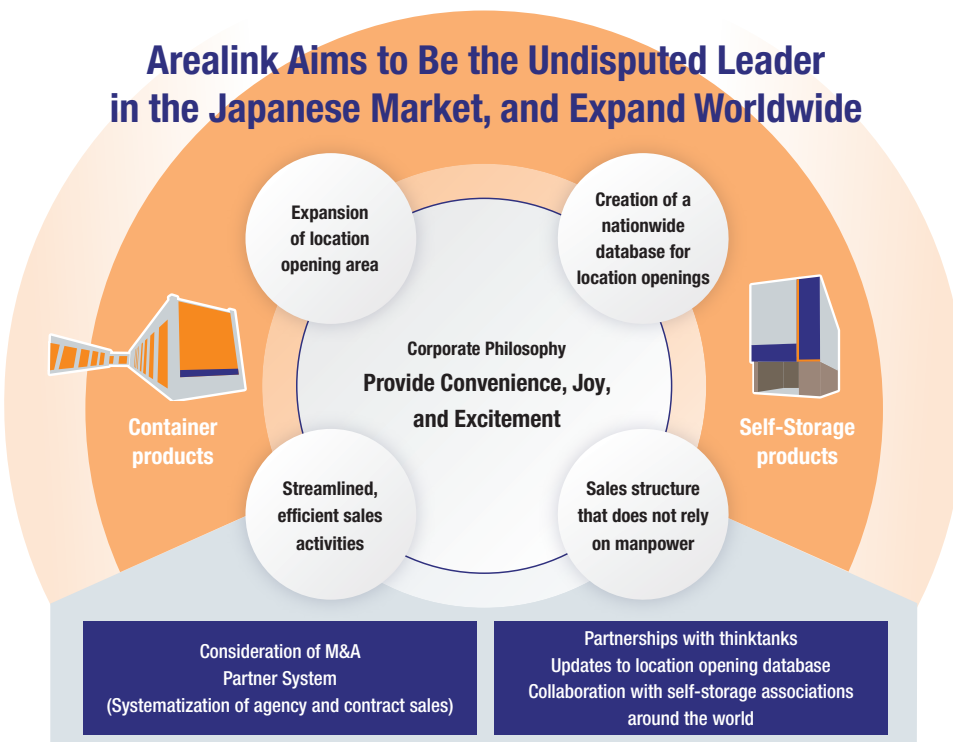 Arealink Aims to Be the Undisputed Leader
in the Japanese Market, and Expand Worldwide
Expansion
of location
opening area
Creation of a
nationwide
database for
location openings
Corporate Philosophy
Provide Convenience, Joy,
and Excitement
Container
products
Self-Storage
products
Streamlined,
efficient sales
activities
Sales structure
that does not rely
on manpower
Consideration of M&A
Partner System
(Systematization of agency and contract sales)
Partnerships with thinktanks
Updates to location opening database
Collaboration with self-storage associations
around the world